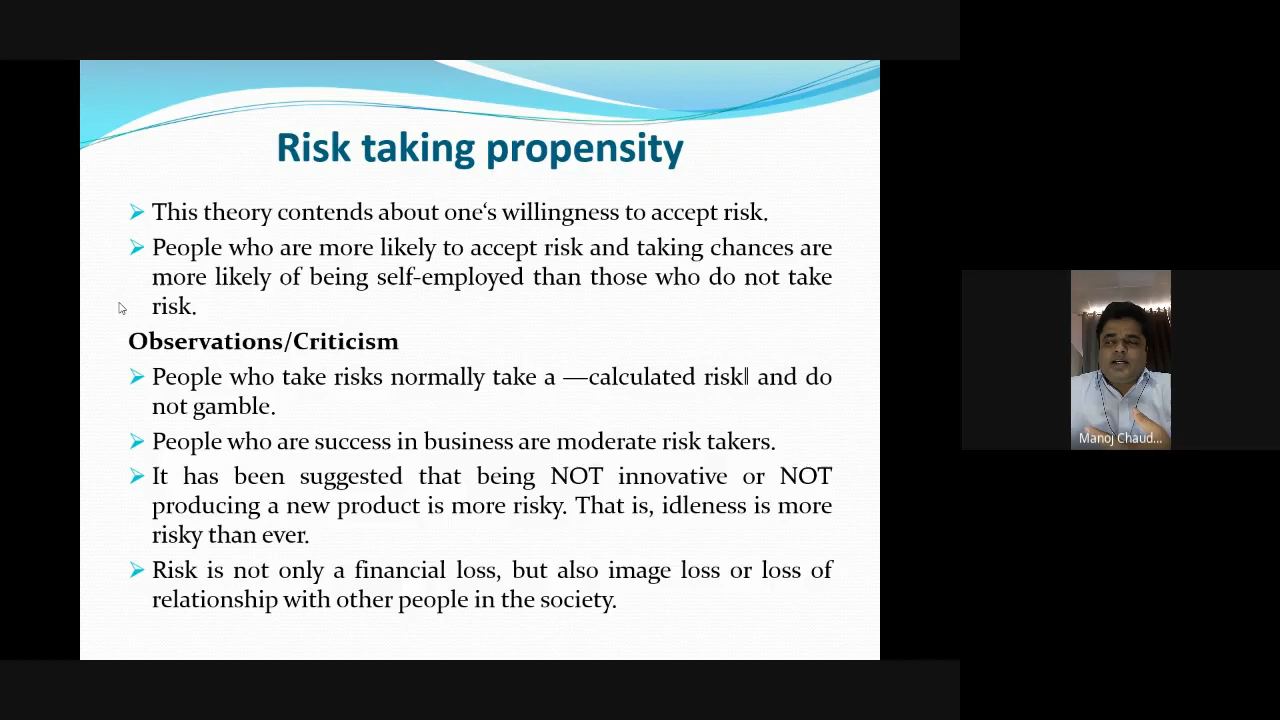 Risk taking propensity
This theory contends about one‘s willingness to accept risk.
People who are more likely to accept risk and taking chances are
more likely of being self-employed than those who do not take
risk.
Observations/Criticism
People who take risks normally take a ―calculated risk‖ and do
not gamble.
People who are success in business are moderate risk takers.
It has been suggested that being NOT innovative or NOT
producing a new product is more risky. That is, idleness is more
risky than ever.
Risk is not only a financial loss, but also image loss or loss of
relationship with other people in the society.
Manoj Chaud...